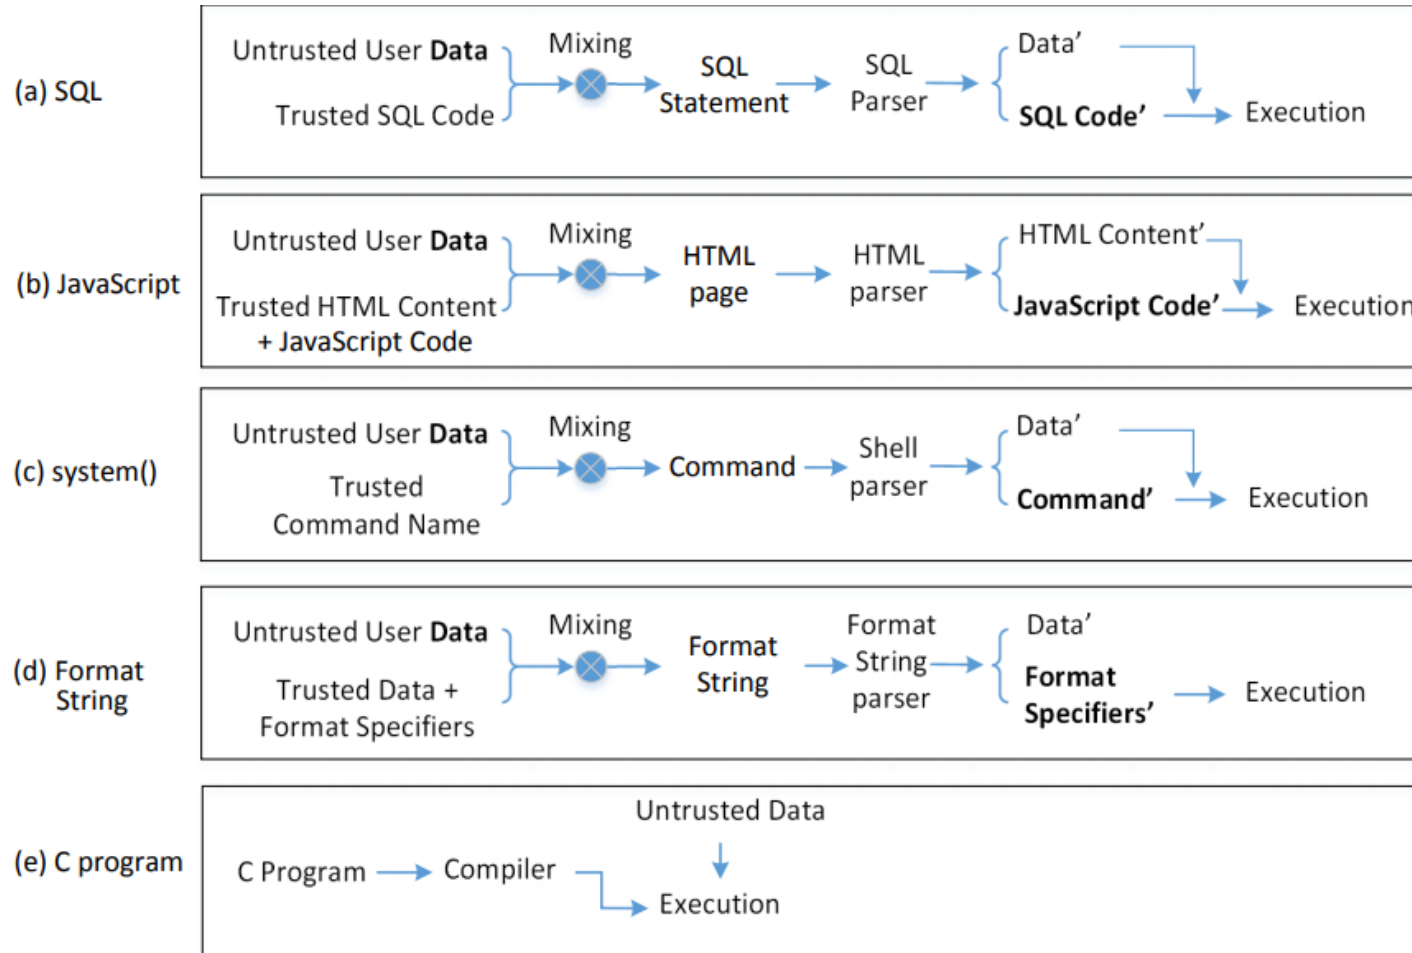 (a) SQL
Untrusted User Data
Trusted SQL Code
Mixing
SQL
Statement
SQL
Parser
Data’
SQL Code’
Execution
(b) JavaScript
Untrusted User Data
Trusted HTML Content
+ JavaScript Code
Mixing
HTML
page
HTML
parser
HTML Content’
JavaScript Code’
Execution
(c) system()
Untrusted User Data
Trusted
Command Name
Mixing
Command
Shell
parser
Data’
Command’
Execution
(d) Format
String
Untrusted User Data
Trusted Data +
Format Specifiers
Mixing
Format
String
Format
String
parser
Data’
Format
Specifiers’
Execution
(e) C program
C Program
Compiler
Untrusted Data
Execution